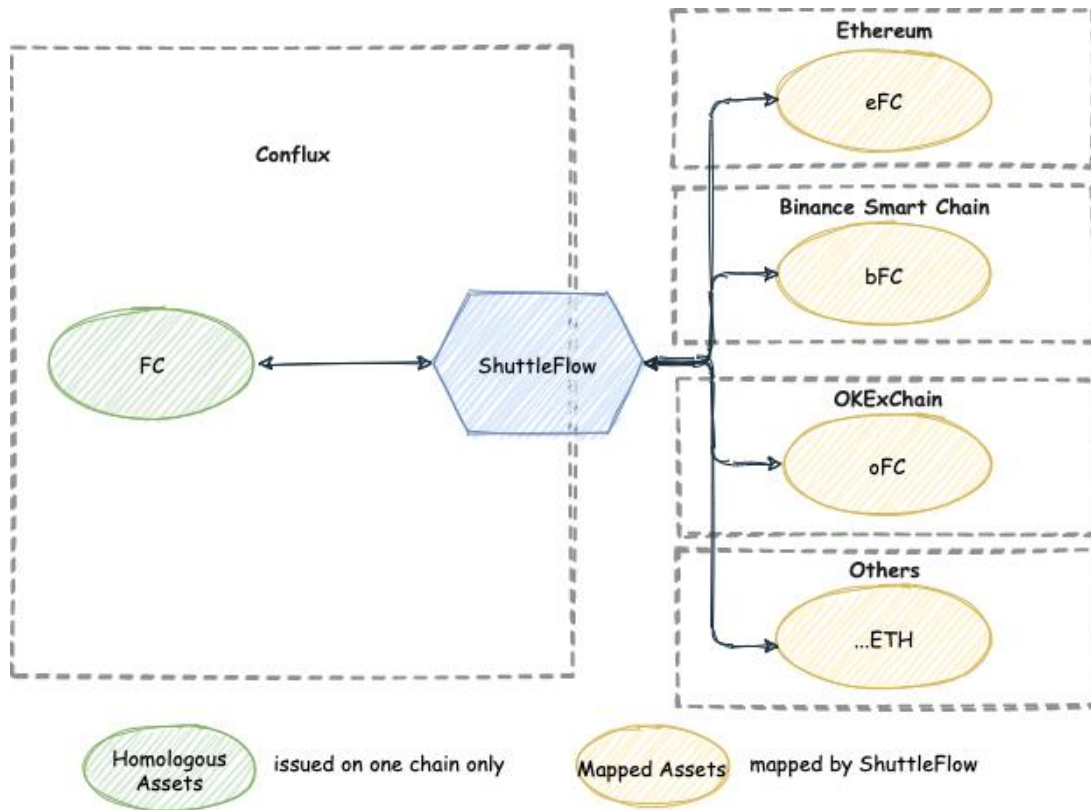 Ethereum
eFC
Conflux
Binance Smart Chain
bFC
FC
ShuttleFlow
OKExChain
oFC
Others
...ETH
Homologous
Assets
issued on one chain only
Mapped Assets
mapped by ShuttleFlow